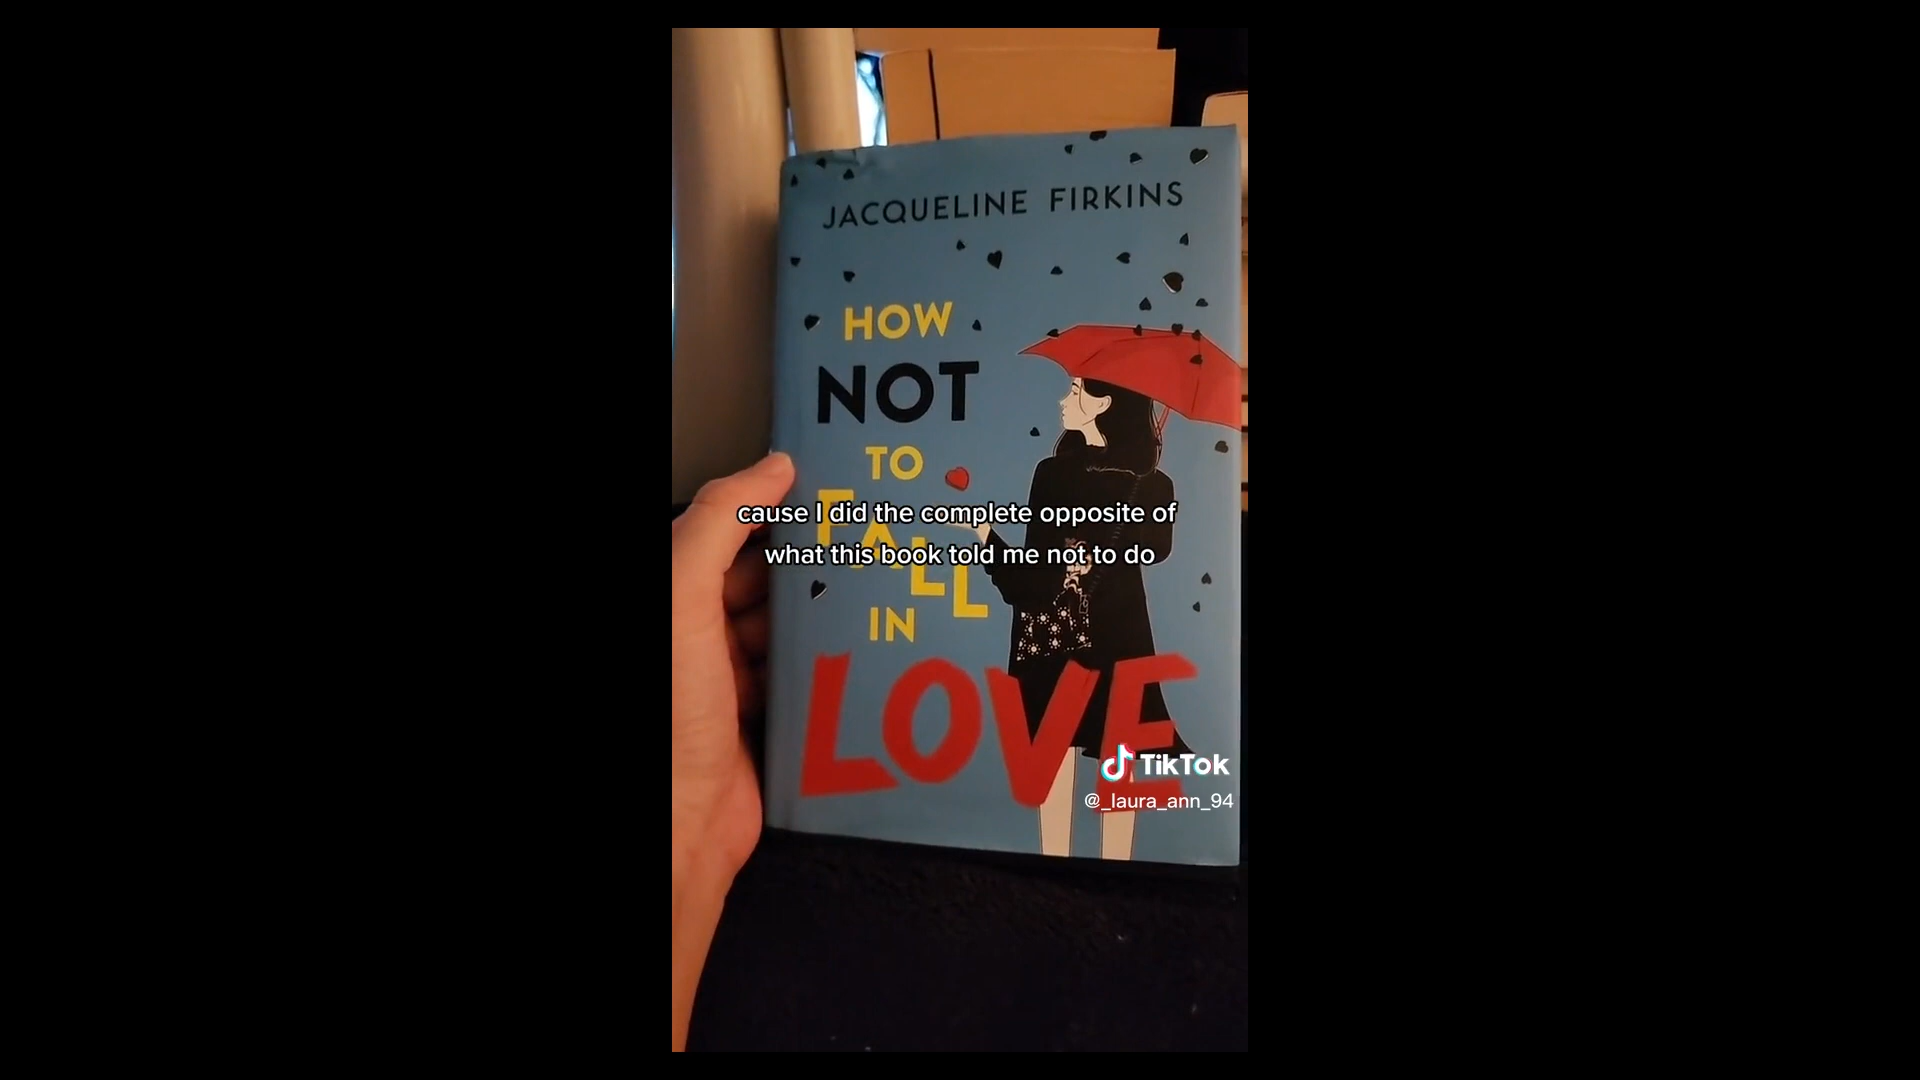 JACQUELINE FIRKINS
HOW
NOT
TO
FALL
IN
LOVE
cause I did the complete opposite of
what this book told me not to do
TikTok
@_laura_ann_94